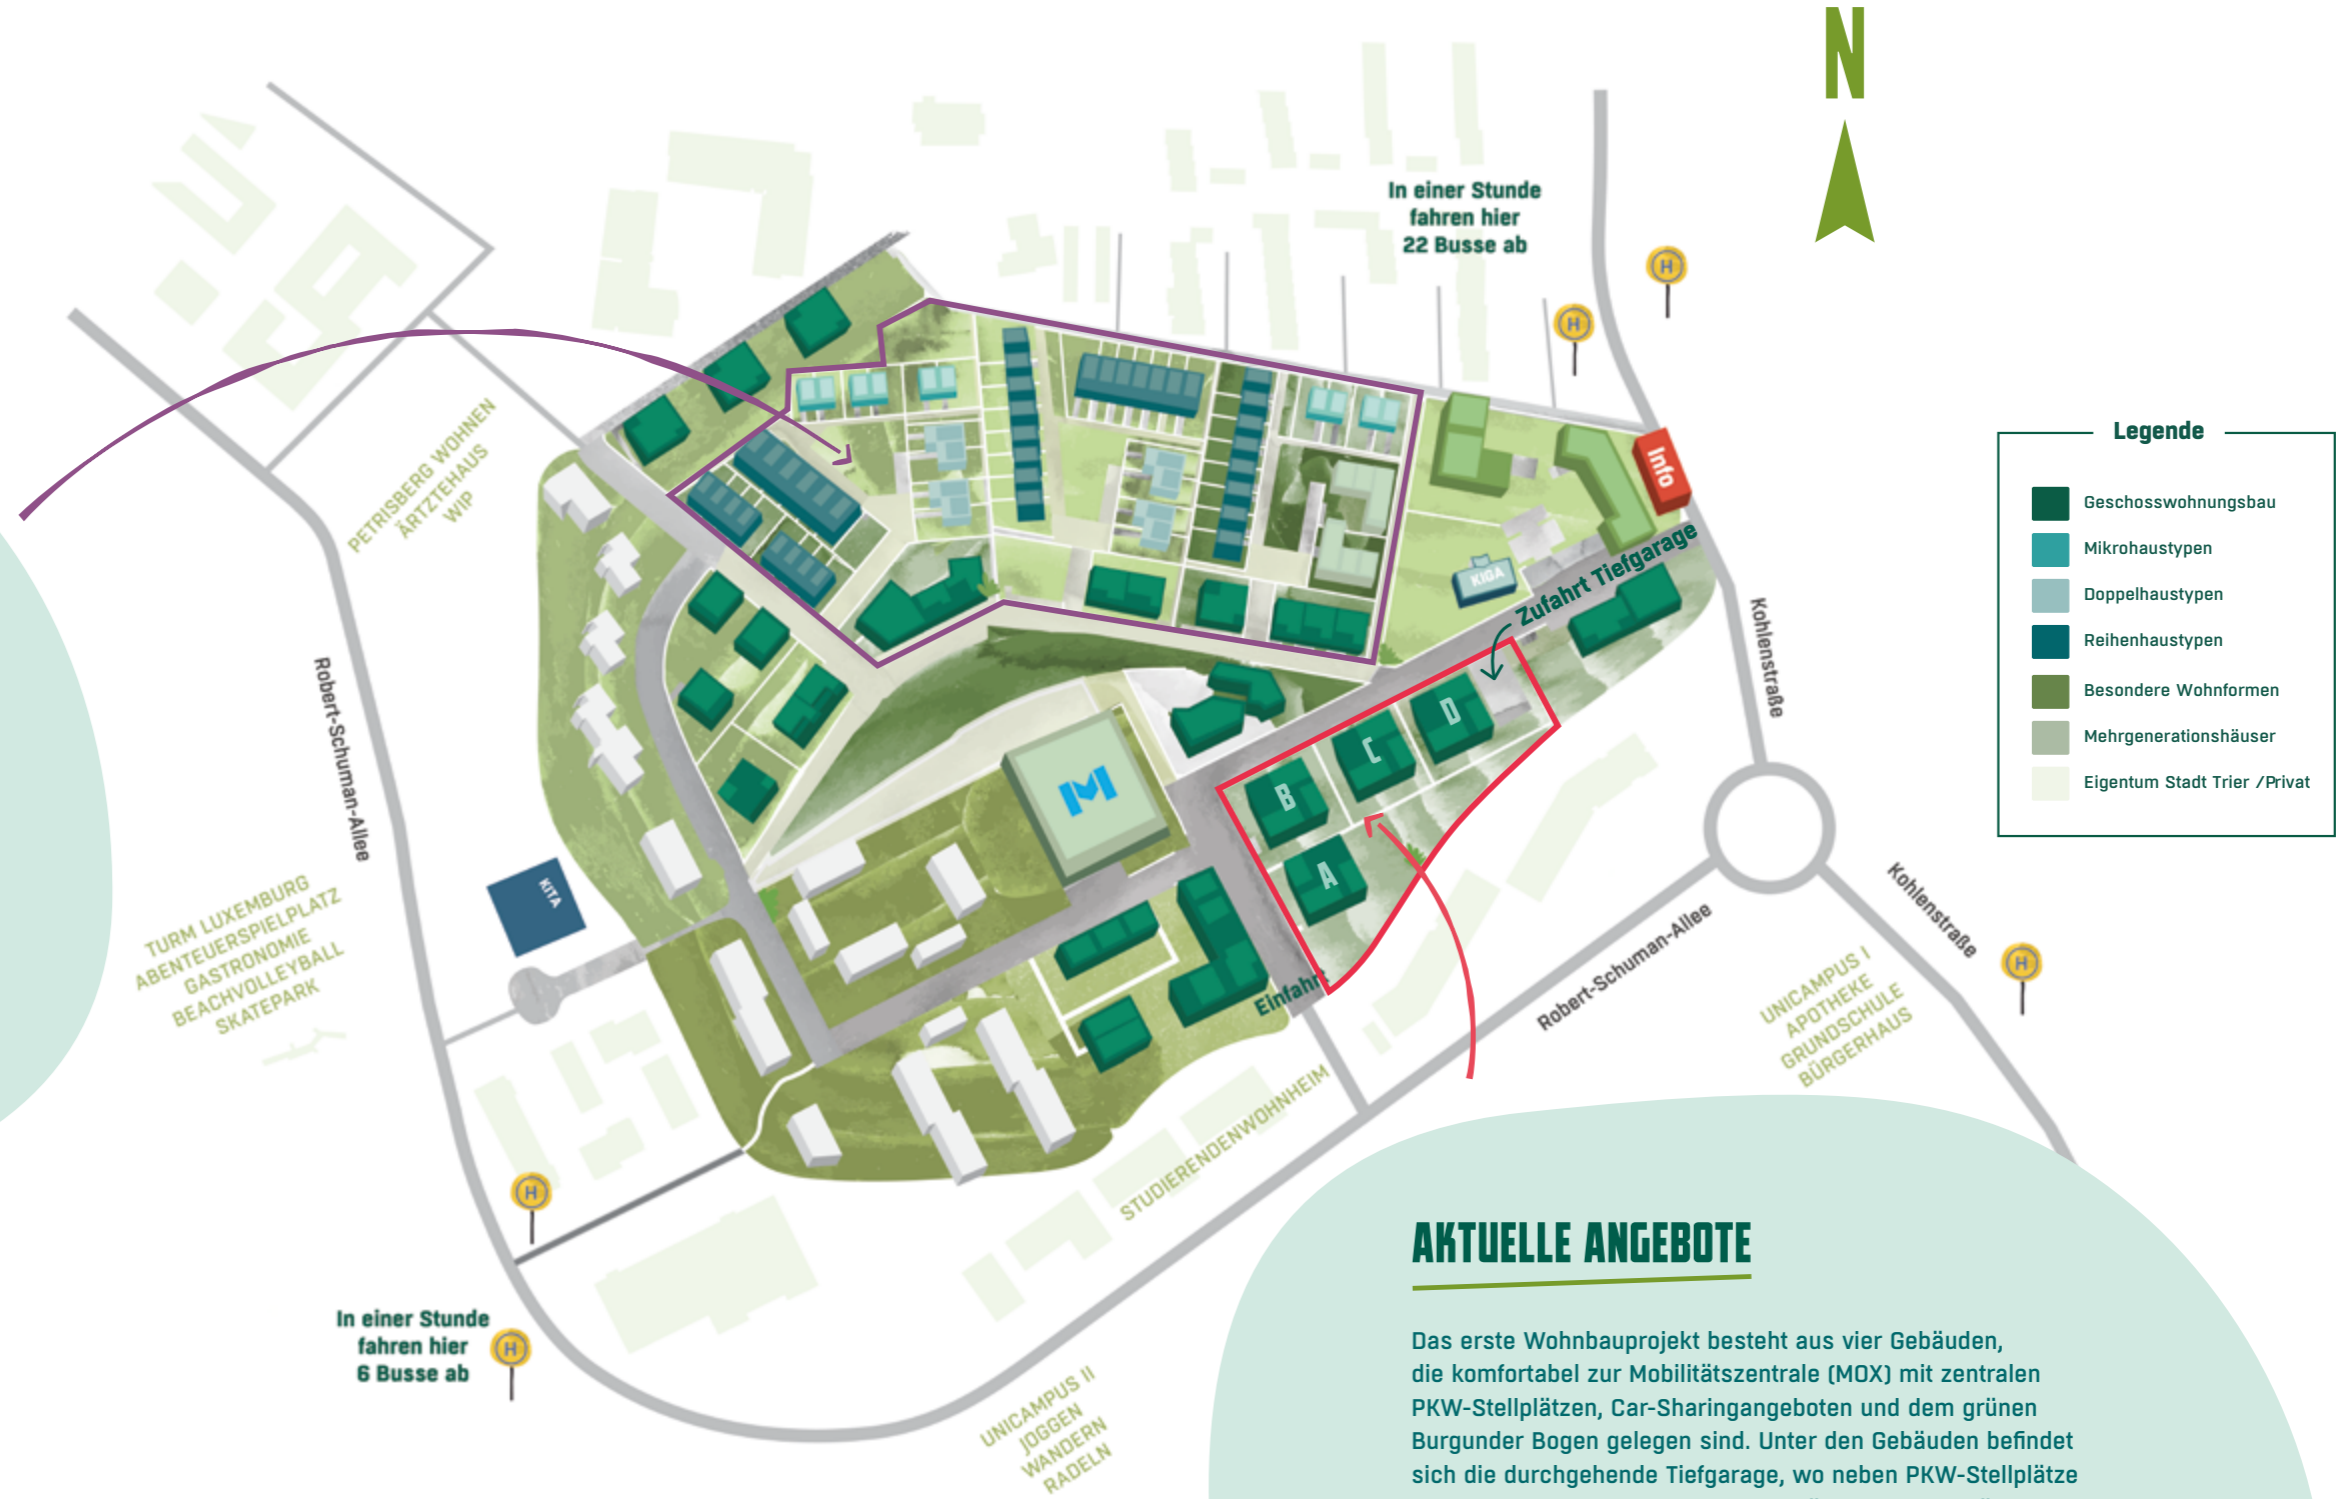 N
In einer Stunde
fahren hier
22 Busse ab
H
H
PETRISBERG WOHNEN
ÄRTZTEHAUS
WIP
Info
KIGA
Zufahrt Tiefgarage
Legende
Geschosswohnungsbau
Mikrohaustypen
Doppelhaustypen
Reihenhaustypen
Besondere Wohnformen
Mehrgenerationshäuser
Eigentum Stadt Trier /Privat
Robert-Schuman-Allee
Kohlenstraße
M
D
C
B
A
KITA
TURM LUXEMBURG
ABENTEUERSPIELPLATZ
GASTRONOMIE
BEACHVOLLEYBALL
SKATEPARK
Einfahrt
Robert-Schuman-Allee
Kohlenstraße
H
UNICAMPUS I
APOTHEKE
GRUNDSCHULE
BÜRGERHAUS
STUDIERENDENWOHNHEIM
H
In einer Stunde
fahren hier
6 Busse ab
H
UNICAMPUS II
JOGGEN
WANDERN
RADELN
AKTUELLE ANGEBOTE
Das erste Wohnbauprojekt besteht aus vier Gebäuden,
die komfortabel zur Mobilitätszentrale (MOX) mit zentralen
PKW-Stellplätzen, Car-Sharingangeboten und dem grünen
Burgunder Bogen gelegen sind. Unter den Gebäuden befindet
sich die durchgehende Tiefgarage, wo neben PKW-Stellplätze